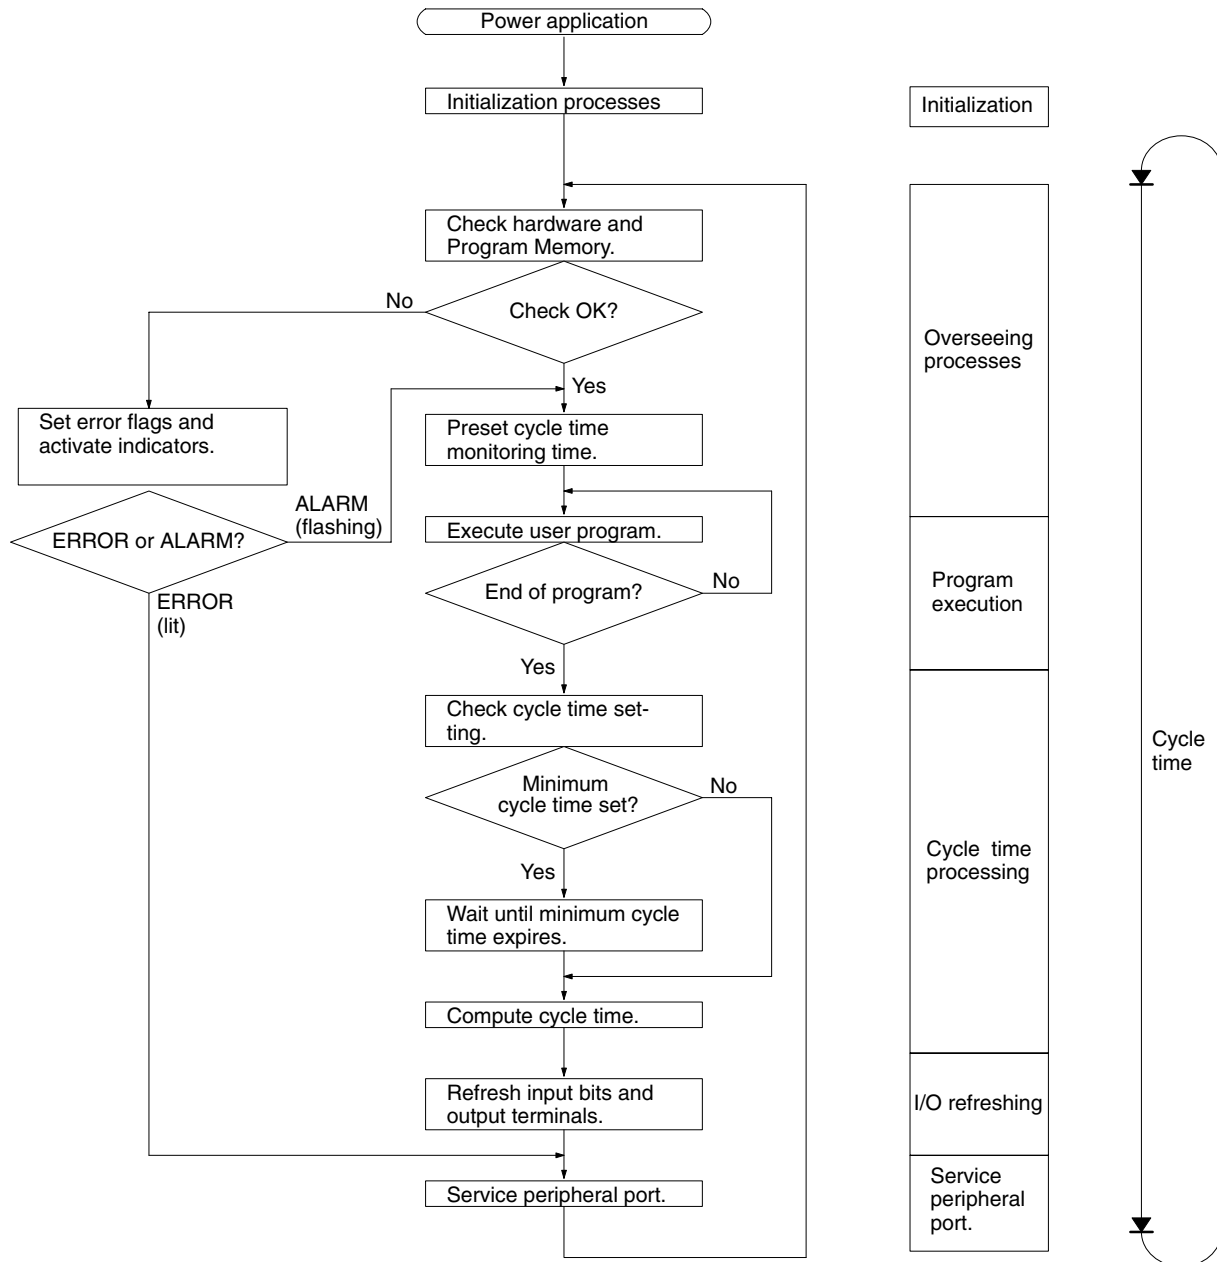 Power application
Initialization processes
Initialization
Check hardware and
Program Memory.
No
Check OK?
Overseeing
processes
Yes
Set error flags and
activate indicators.
Preset cycle time
monitoring time.
ALARM
(flashing)
ERROR or ALARM?
Execute user program.
No
End of program?
Program
execution
ERROR
(lit)
Yes
Check cycle time set-
ting.
Cycle
time
Minimum
cycle time set?
No
Cycle time
processing
Yes
Wait until minimum cycle
time expires.
Compute cycle time.
Refresh input bits and
output terminals.
I/O refreshing
Service peripheral port.
Service
peripheral
port.